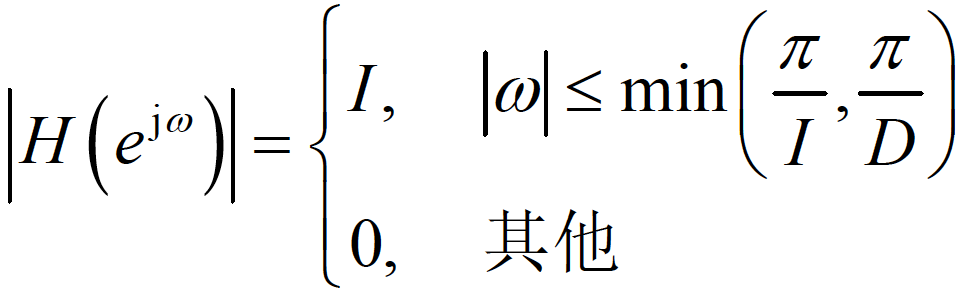 |H(e^{jω})| = { I, |ω| ≤ min(π/I, π/D)
0, 其他